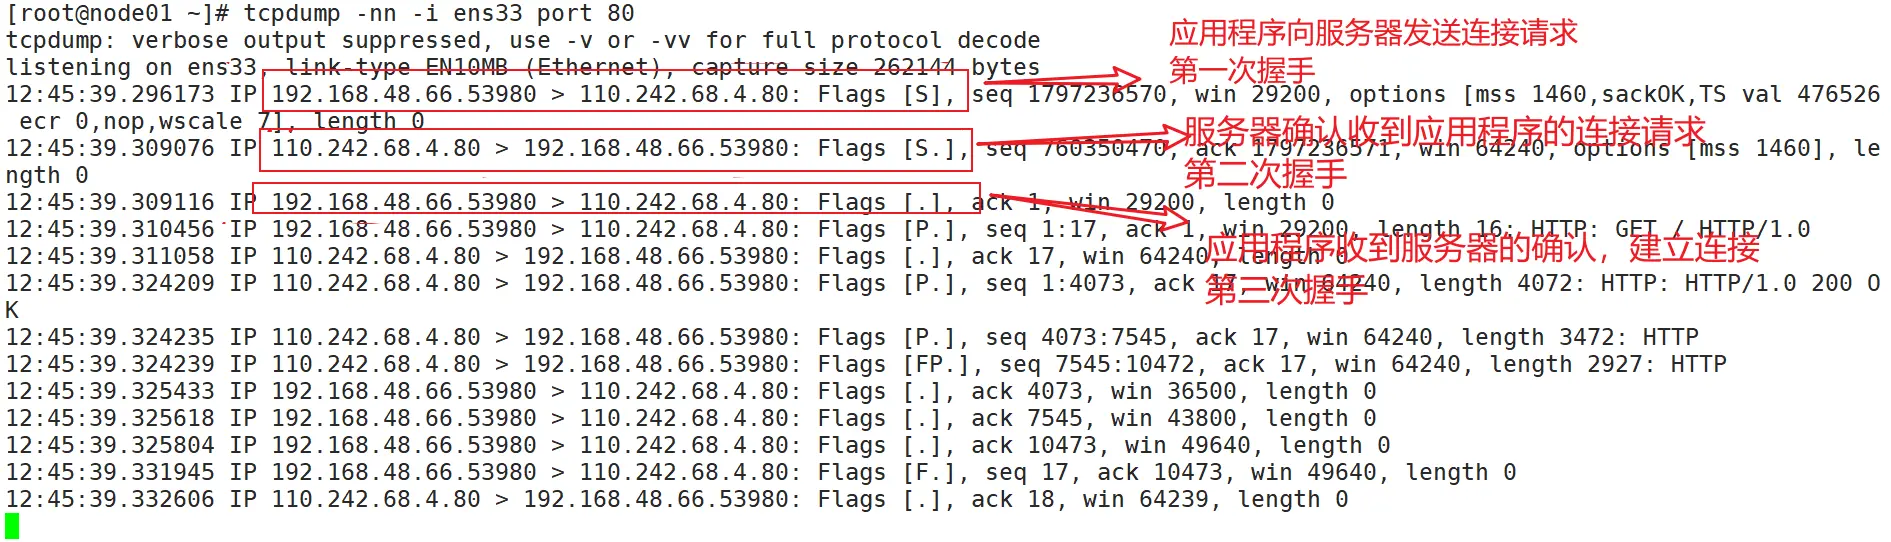 [root@node01 ~]# tcpdump -nn -i ens33 port 80
tcpdump: verbose output suppressed, use -v or -vv for full protocol decode
listening on ens33, link-type EN10MB (Ethernet), capture size 262144 bytes
12:45:39.296173 IP 192.168.48.66.53980 > 110.242.68.4.80: Flags [S], seq 1797236570, win 29200, options [mss 1460,sackOK,TS val 476526
 ecr 0,nop,wscale 7], length 0
12:45:39.309076 IP 110.242.68.4.80 > 192.168.48.66.53980: Flags [S.], seq 760350470, ack 1797236571, win 64240, options [mss 1460], le
ngth 0
12:45:39.309116 IP 192.168.48.66.53980 > 110.242.68.4.80: Flags [.], ack 1, win 29200, length 0
12:45:39.310456 IP 192.168.48.66.53980 > 110.242.68.4.80: Flags [P.], seq 1:17, ack 1, win 29200, length 16: HTTP: GET / HTTP/1.0
12:45:39.311058 IP 110.242.68.4.80 > 192.168.48.66.53980: Flags [.], ack 17, win 64240, length 0
12:45:39.324209 IP 110.242.68.4.80 > 192.168.48.66.53980: Flags [P.], seq 1:4073, ack 17, win 64240, length 4072: HTTP: HTTP/1.0 200 O
K
12:45:39.324235 IP 110.242.68.4.80 > 192.168.48.66.53980: Flags [P.], seq 4073:7545, ack 17, win 64240, length 3472: HTTP
12:45:39.324239 IP 110.242.68.4.80 > 192.168.48.66.53980: Flags [FP.], seq 7545:10472, ack 17, win 64240, length 2927: HTTP
12:45:39.325433 IP 192.168.48.66.53980 > 110.242.68.4.80: Flags [.], ack 4073, win 36500, length 0
12:45:39.325618 IP 192.168.48.66.53980 > 110.242.68.4.80: Flags [.], ack 7545, win 43800, length 0
12:45:39.325804 IP 192.168.48.66.53980 > 110.242.68.4.80: Flags [.], ack 10473, win 49640, length 0
12:45:39.331945 IP 192.168.48.66.53980 > 110.242.68.4.80: Flags [F.], seq 17, ack 10473, win 49640, length 0
12:45:39.332606 IP 110.242.68.4.80 > 192.168.48.66.53980: Flags [.], ack 18, win 64239, length 0
应用程序向服务器发送连接请求
第一次握手
服务器确认收到应用程序的连接请求
第二次握手
应用程序收到服务器的确认，建立连接
第三次握手